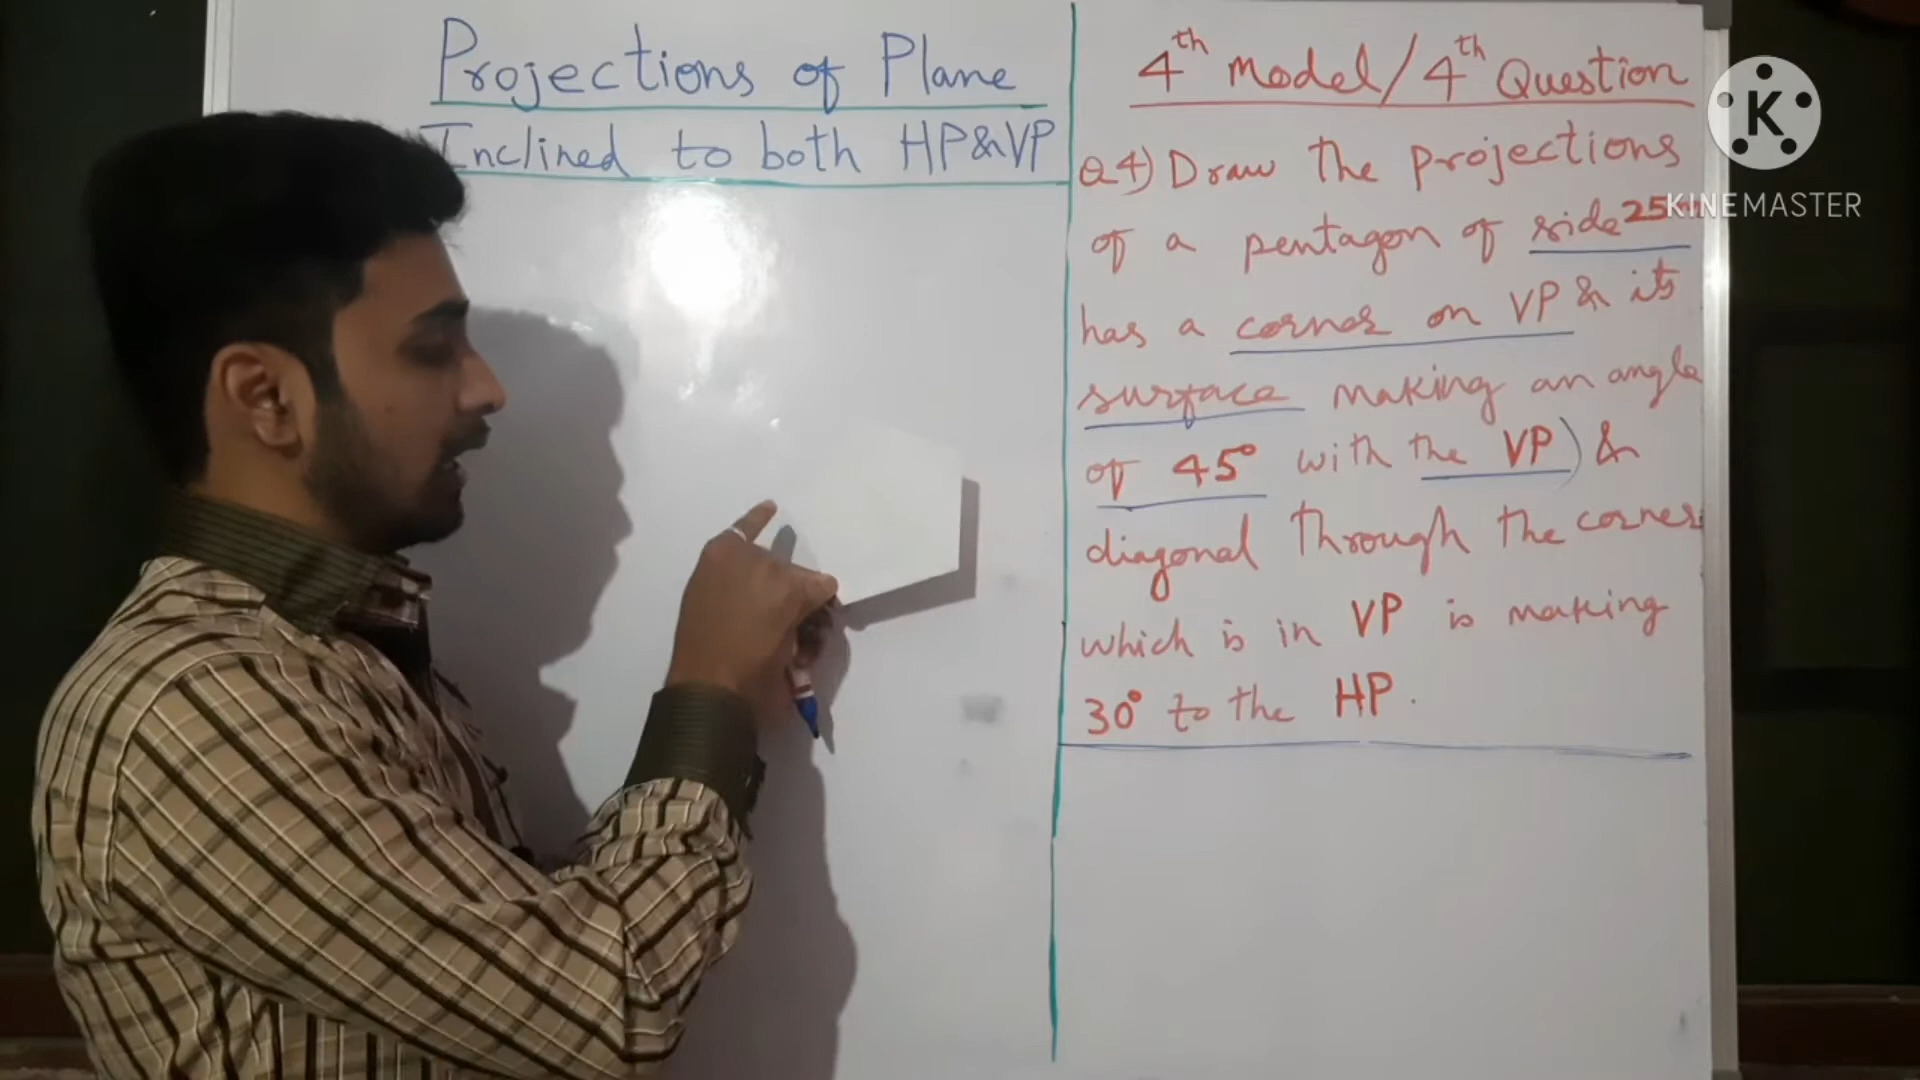 Projections of Plane
Inclined to both HP&VP
4th Model/4th Question
Q4) Draw the projections
of a pentagon of side 25
has a corner on VP & its
surface making an angle
of 45° with the VP) &
diagonal through the corner
which is in VP is making
30° to the HP.
K
KINEMASTER